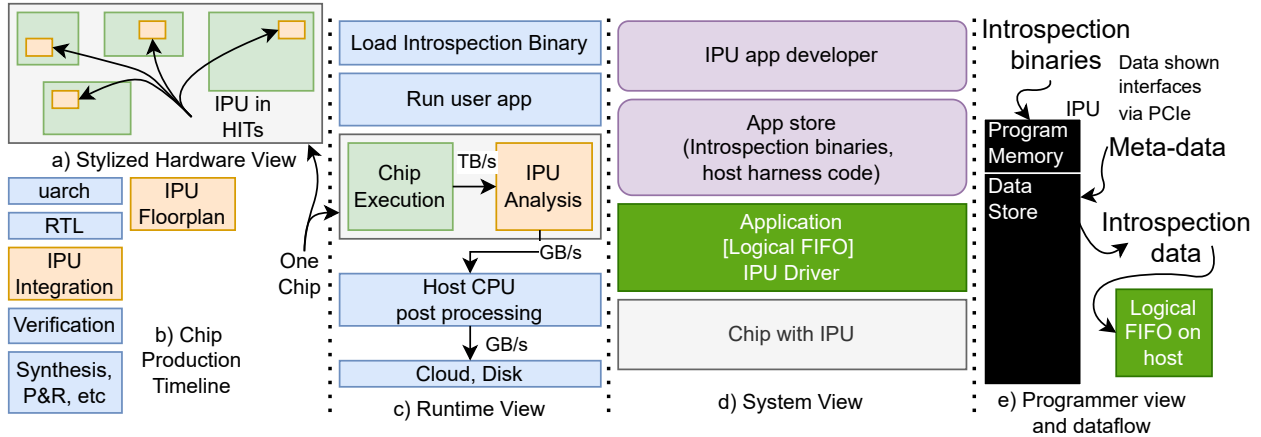 IPU in
HITs
a) Stylized Hardware View
uarch
RTL
IPU
Integration
Verification
Synthesis,
P&R, etc
IPU
Floorplan
b) Chip
Production
Timeline
One
Chip
Load Introspection Binary
Run user app
Chip
Execution
TB/s
IPU
Analysis
GB/s
Host CPU
post processing
GB/s
Cloud, Disk
c) Runtime View
IPU app developer
App store
(Introspection binaries,
host harness code)
Application
[Logical FIFO]
IPU Driver
Chip with IPU
d) System View
Introspection
binaries
Data shown
interfaces
via PCIe
IPU
Program
Memory
Meta-data
Data
Store
Introspection
data
Logical
FIFO on
host
e) Programmer view
and dataflow